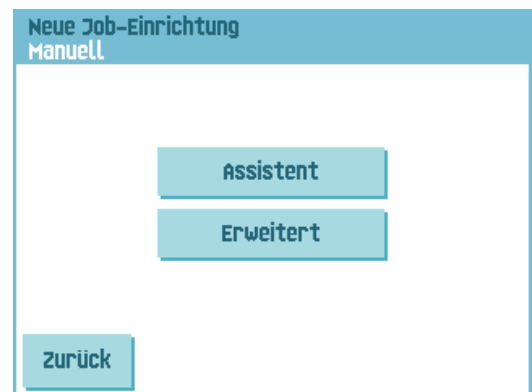 Neue Job-Einrichtung
Manuell
Assistent
Erweitert
Zurück